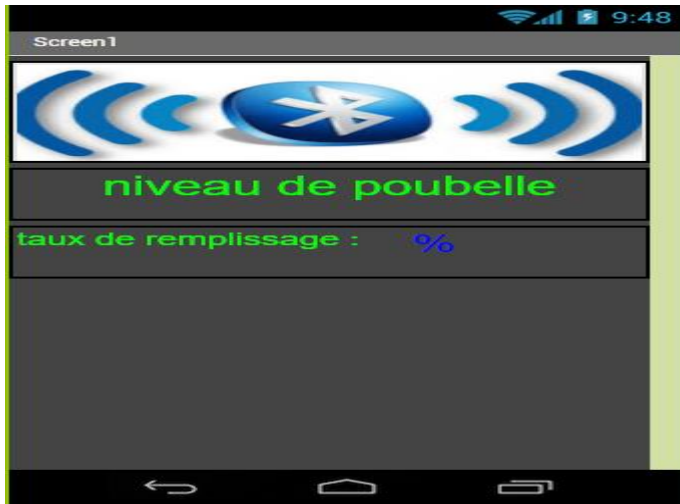 9:48
Screen1
niveau de poubelle
taux de remplissage : %